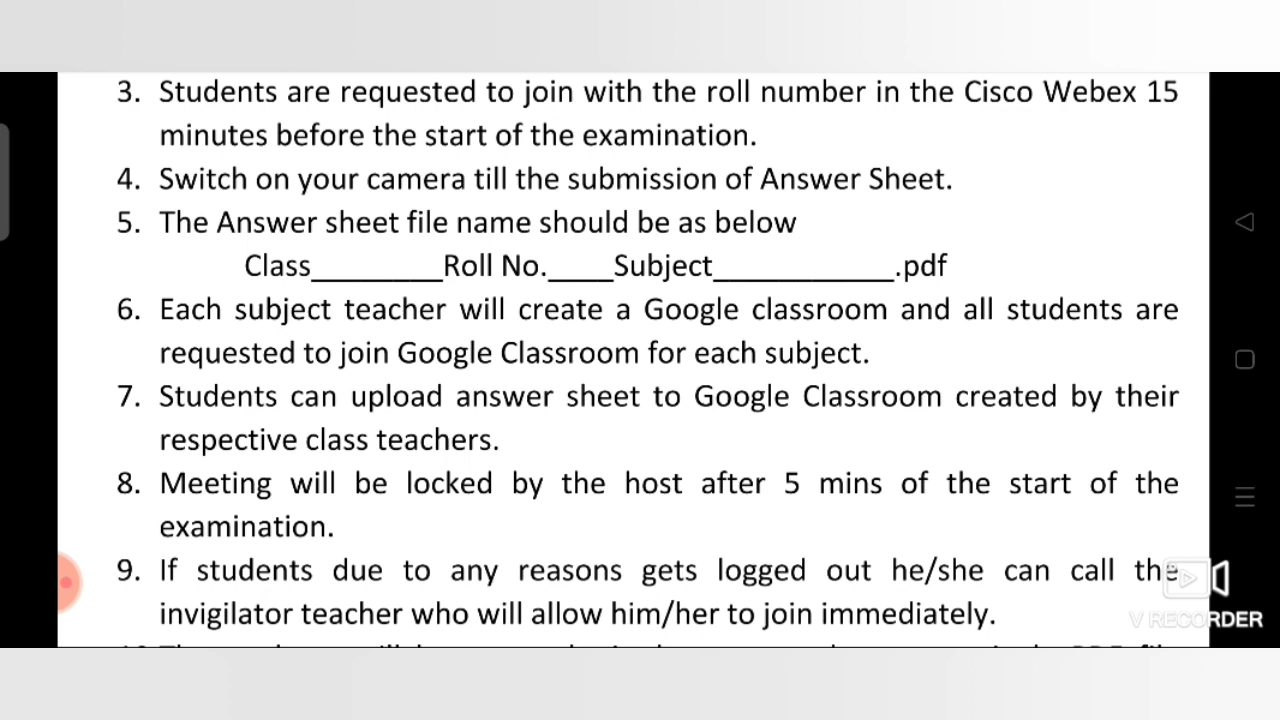 3. Students are requested to join with the roll number in the Cisco Webex 15
minutes before the start of the examination.
4. Switch on your camera till the submission of Answer Sheet.
5. The Answer sheet file name should be as below
Class________Roll No.____Subject___________.pdf
6. Each subject teacher will create a Google classroom and all students are
requested to join Google Classroom for each subject.
7. Students can upload answer sheet to Google Classroom created by their
respective class teachers.
8. Meeting will be locked by the host after 5 mins of the start of the
examination.
9. If students due to any reasons gets logged out he/she can call the
invigilator teacher who will allow him/her to join immediately.
V RECORDER